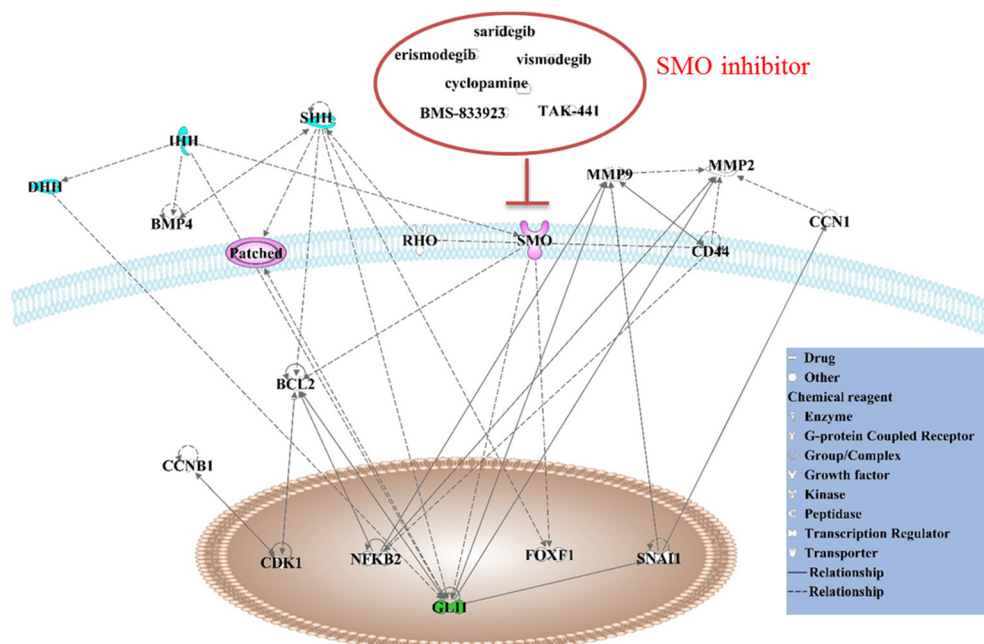 saridegib
erismodegib
vismodegib
SMO inhibitor
cyclopamine
BMS-833923
TAK-441
SHH
IHH
DHH
BMP4
MMP9
MMP2
CCN1
Patched
RHO
SMO
CD44
BCL2
CCNB1
CDK1
NFKB2
FOXF1
SNAI1
GLI1
Drug
Other
Chemical reagent
Enzyme
G-protein Coupled Receptor
Group/Complex
Growth factor
Kinase
Peptidase
Transcription Regulator
Transporter
Relationship
Relationship